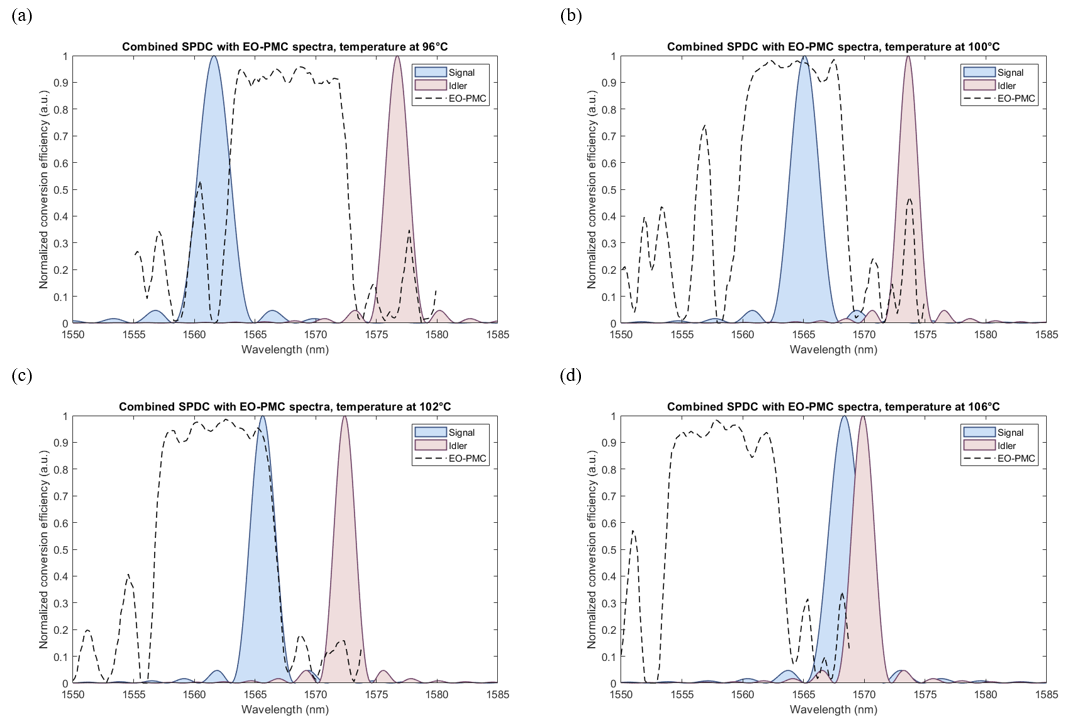 (a)
Combined SPDC with EO-PMC spectra, temperature at 96°C
Normalized conversion efficiency (a.u.)
1
0.9
0.8
0.7
0.6
0.5
0.4
0.3
0.2
0.1
0
1550 1555 1560 1565 1570 1575 1580 1585
Wavelength (nm)
Signal
Idler
EO-PMC
(b)
Combined SPDC with EO-PMC spectra, temperature at 100°C
Normalized conversion efficiency (a.u.)
1
0.9
0.8
0.7
0.6
0.5
0.4
0.3
0.2
0.1
0
1550 1555 1560 1565 1570 1575 1580 1585
Wavelength (nm)
Signal
Idler
EO-PMC
(c)
Combined SPDC with EO-PMC spectra, temperature at 102°C
Normalized conversion efficiency (a.u.)
1
0.9
0.8
0.7
0.6
0.5
0.4
0.3
0.2
0.1
0
1550 1555 1560 1565 1570 1575 1580 1585
Wavelength (nm)
Signal
Idler
EO-PMC
(d)
Combined SPDC with EO-PMC spectra, temperature at 106°C
Normalized conversion efficiency (a.u.)
1
0.9
0.8
0.7
0.6
0.5
0.4
0.3
0.2
0.1
0
1550 1555 1560 1565 1570 1575 1580 1585
Wavelength (nm)
Signal
Idler
EO-PMC